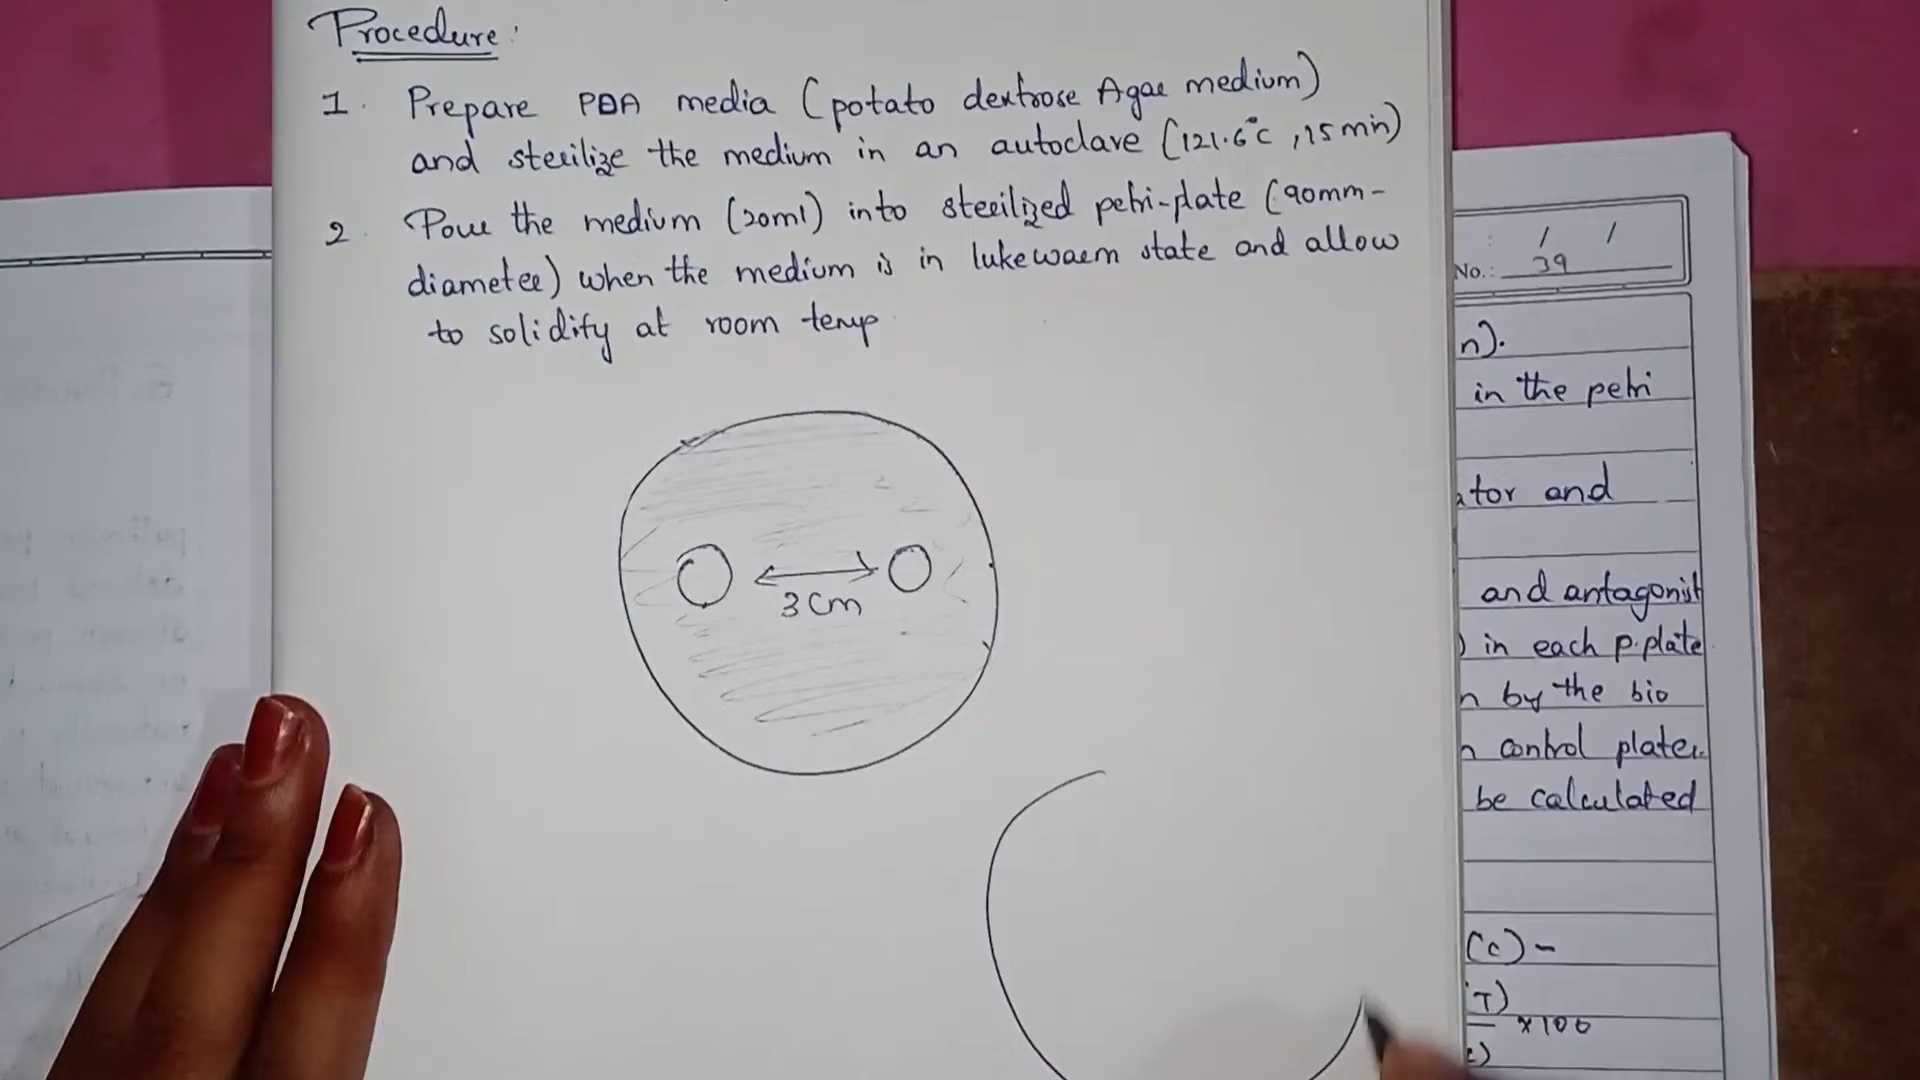 Procedure:
1. Prepare PDA media (potato dextrose Agar medium)
and sterilize the medium in an autoclave (121.6°c, 15 min)
2. Pour the medium (20ml) into sterilized petri-plate (90mm-
diameter) when the medium is in lukewarm state and allow
to solidify at room temp
3 cm
: / /
No.: 39
n).
in the petri
ator and
and antagonist
) in each p.plate
n by the bio
n control plate
be calculated
(c) -
T)
x 100
c)